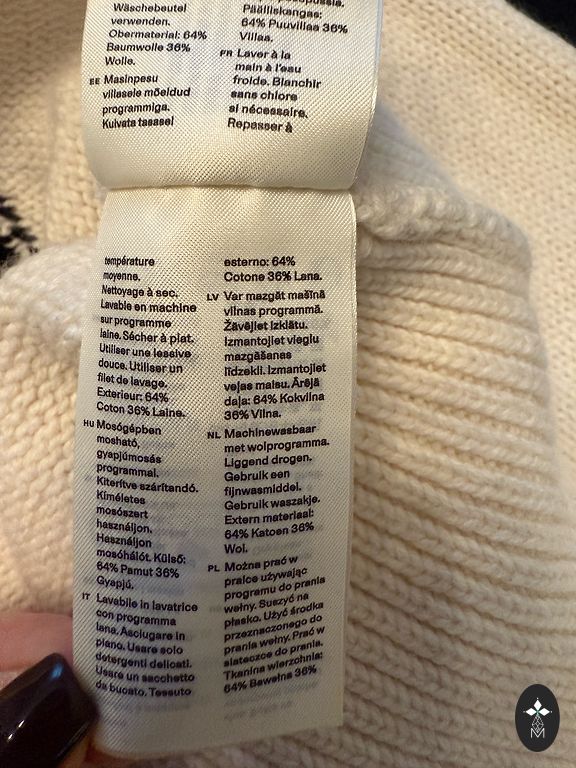 Wäschebeutel
verwenden.
Obermaterial: 64%
Baumwolle 36%
Wolle.
EE Masinpesu
villasele mõeldud
programmiga.
Kuivata tasasel
Päälliskangas:
64% Puuvillaa 36%
Villaa.
FR Laver à la
main à l'eau
froide. Blanchir
sans chlore
si nécessaire.
Repasser à
température
moyenne.
Nettoyage à sec.
Lavable en machine
sur programme
laine. Sécher à plat.
Utiliser une lessive
douce. Utiliser un
filet de lavage.
Exterieur: 64%
Coton 36% Laine.
HU Mosógépben
mosható,
gyapjúmosás
programmal.
Kiterítve szárítandó.
Kíméletes
mosószert
használjon.
Használjon
mosóhálót. Külső:
64% Pamut 36%
Gyapjú.
IT Lavabile in lavatrice
con programma
lana. Asciugare in
piano. Usare solo
detergenti delicati.
Usare un sacchetto
da bucato. Tessuto
esterno: 64%
Cotone 36% Lana.
LV Var mazgāt mašīnā
vilnas programmā.
Žāvējiet izklātu.
Izmantojiet vieglu
mazgāšanas
līdzekli. Izmantojiet
veļas maisu. Ārējā
daļa: 64% Kokvilna
36% Vilna.
NL Machinewasbaar
met wolprogramma.
Liggend drogen.
Gebruik een
fijnwasmiddel.
Gebruik waszakje.
Extern materiaal:
64% Katoen 36%
Wol.
PL Można prać w
pralce używając
programu do prania
wełny. Suszyć na
płasko. Użyć środka
przeznaczonego do
prania wełny. Prać w
siateczce do prania.
Tkanina wierzchnia:
64% Bawełna 36%
M